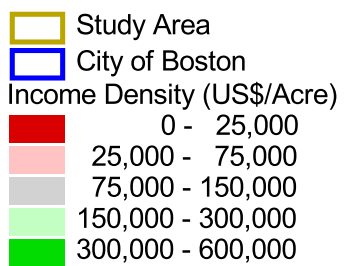 Study Area
City of Boston
Income Density (US$/Acre)
0 - 25,000
25,000 - 75,000
75,000 - 150,000
150,000 - 300,000
300,000 - 600,000